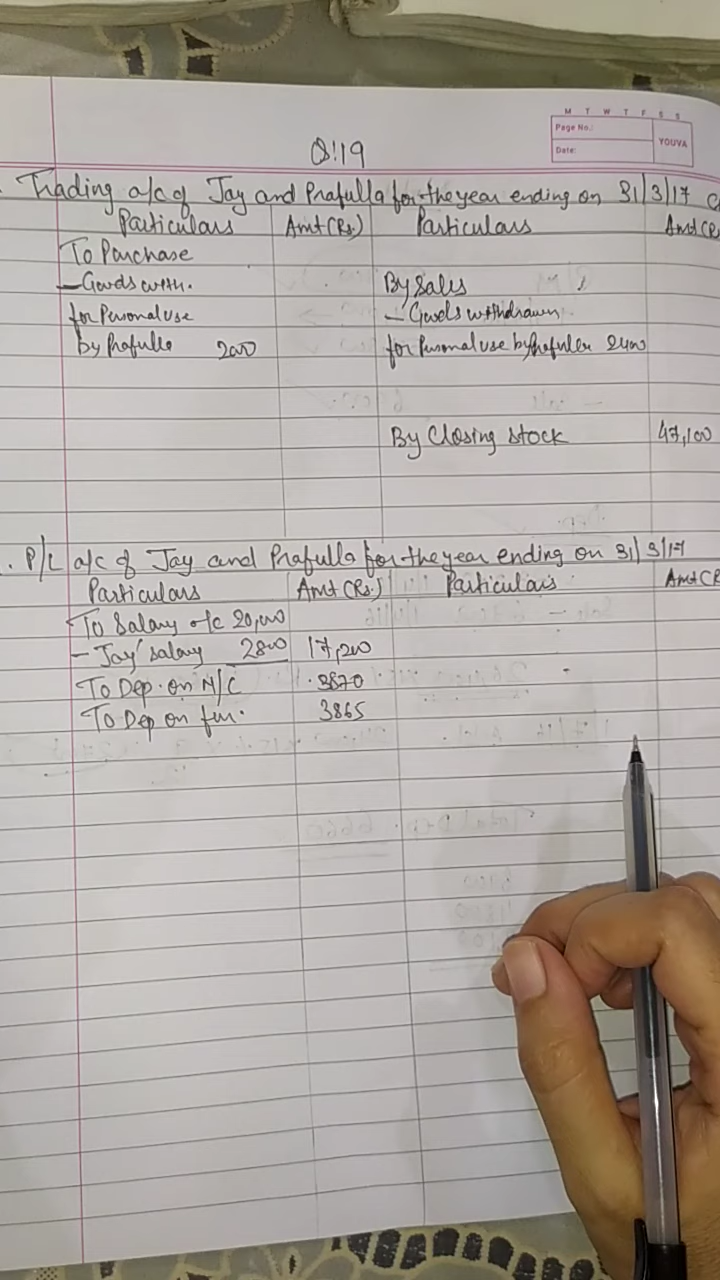 M T W T F S S
Page No.:
Date:
YOUVA
Q:19
Trading a/c of Jay and Prafulla for the year ending on 31/3/17
Particulars Amt(Rs.) Particulars Amt(R
To Purchase
- Goods with. By Sales
for Personal use - Goods withdrawn
by Prafulla 2000 for Personal use by Prafulla 2400
By Closing Stock 47,100
P/L a/c of Jay and Prafulla for the year ending on 31/3/17
Particulars Amt(Rs.) Particulars Amt(R
To Salary a/c 20,000
- Jay' salary 2800 17,200
To Dep. on M/C 3870
To Dep on fur. 3865